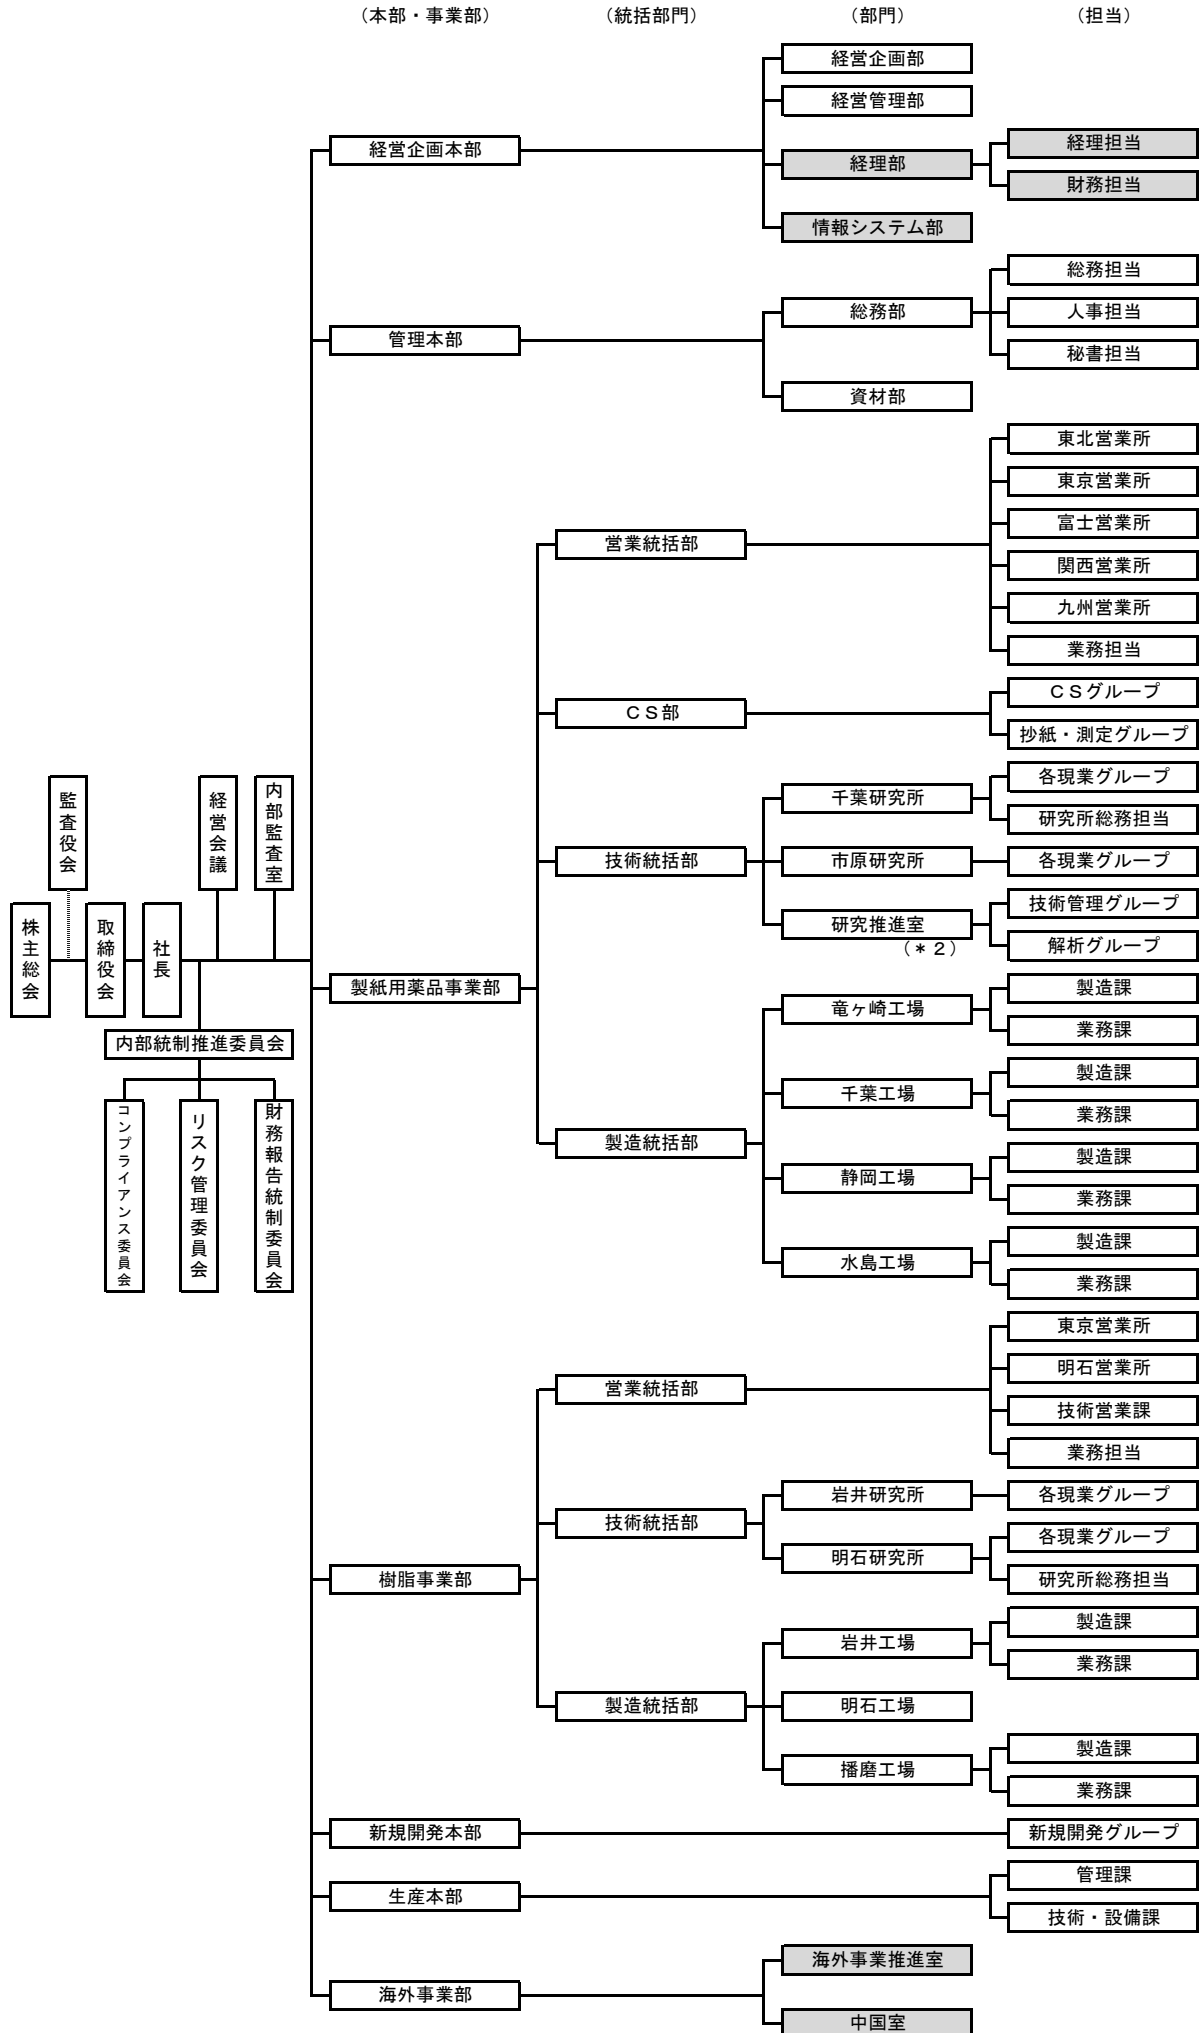 （本部・事業部） （統括部門） （部門） （担当）
経営企画部
経営管理部
経営企画本部
経理部
経理担当
財務担当
情報システム部
管理本部
総務部
総務担当
人事担当
秘書担当
資材部
営業統括部
東北営業所
東京営業所
富士営業所
関西営業所
九州営業所
業務担当
ＣＳ部
ＣＳグループ
抄紙・測定グループ
監査役会
経営会議
内部監査室
株主総会
取締役会
社長
内部統制推進委員会
コンプライアンス委員会
リスク管理委員会
財務報告統制委員会
製紙用薬品事業部
技術統括部
千葉研究所
各現業グループ
研究所総務担当
市原研究所
各現業グループ
研究推進室
（＊２）
技術管理グループ
解析グループ
製造統括部
竜ヶ崎工場
製造課
業務課
千葉工場
製造課
業務課
静岡工場
製造課
業務課
水島工場
製造課
業務課
樹脂事業部
営業統括部
東京営業所
明石営業所
技術営業課
業務担当
技術統括部
岩井研究所
各現業グループ
明石研究所
各現業グループ
研究所総務担当
製造統括部
岩井工場
製造課
業務課
明石工場
播磨工場
製造課
業務課
新規開発本部
新規開発グループ
生産本部
管理課
技術・設備課
海外事業部
海外事業推進室
中国室